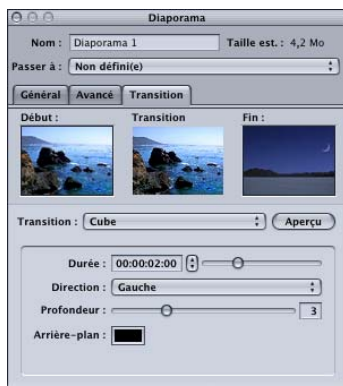 Diaporama
Nom : Diaporama 1 Taille est. : 4,2 Mo
Passer à : Non défini(e)
Général Avancé Transition
Début : Transition Fin :
Transition : Cube Aperçu
Durée : 00:00:02:00
Direction : Gauche
Profondeur : 3
Arrière-plan :